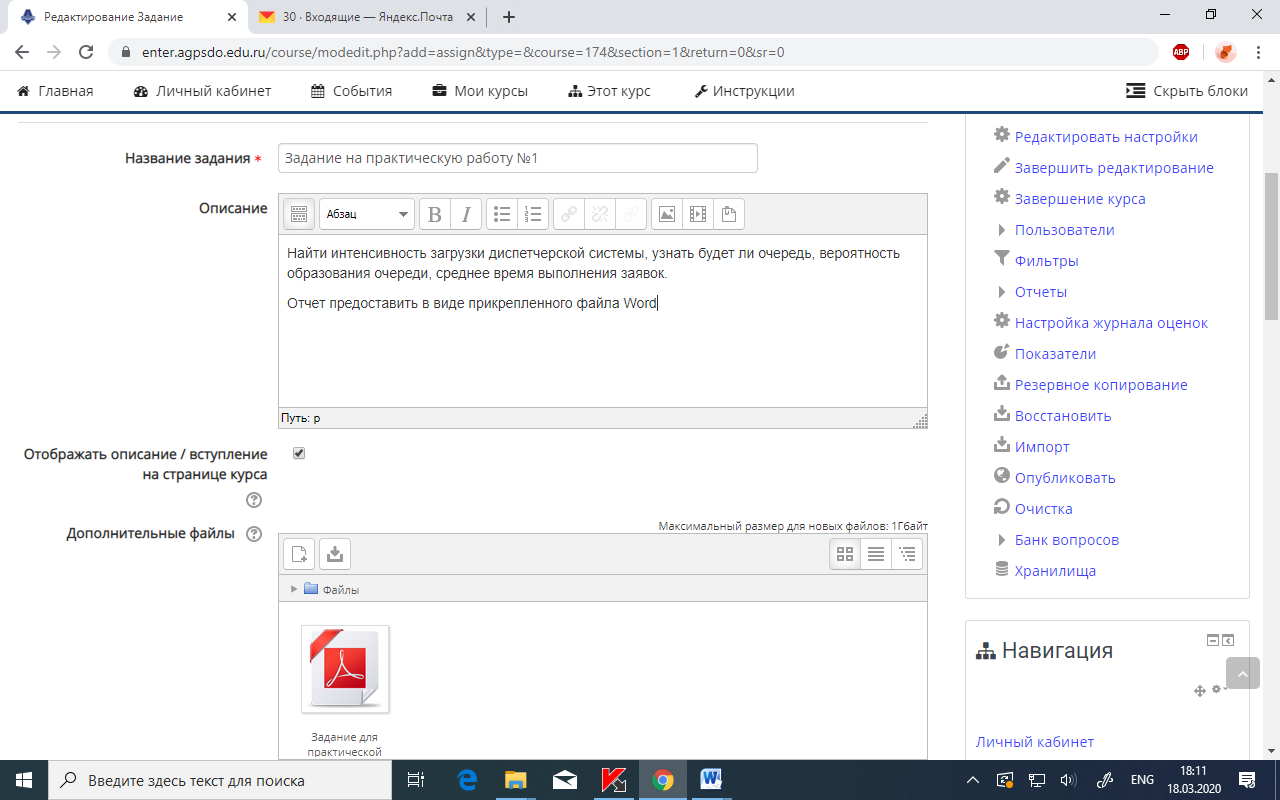 Редактирование Задание
30 · Входящие — Яндекс.Почта
enter.agpsdo.edu.ru/course/modedit.php?add=assign&type=&course=174&section=1&return=0&sr=0
ABP
Главная
Личный кабинет
События
Мои курсы
Этот курс
Инструкции
Скрыть блоки
Название задания *
Задание на практическую работу №1
Описание
Абзац
B I
Найти интенсивность загрузки диспетчерской системы, узнать будет ли очередь, вероятность
образования очереди, среднее время выполнения заявок.
Отчет предоставить в виде прикрепленного файла Word
Путь: p
Отображать описание / вступление
на странице курса
Дополнительные файлы
Максимальный размер для новых файлов: 1Гбайт
Файлы
Задание для
практической
Редактировать настройки
Завершить редактирование
Завершение курса
Пользователи
Фильтры
Отчеты
Настройка журнала оценок
Показатели
Резервное копирование
Восстановить
Импорт
Опубликовать
Очистка
Банк вопросов
Хранилища
Навигация
Личный кабинет
Введите здесь текст для поиска
ENG
18:11
18.03.2020